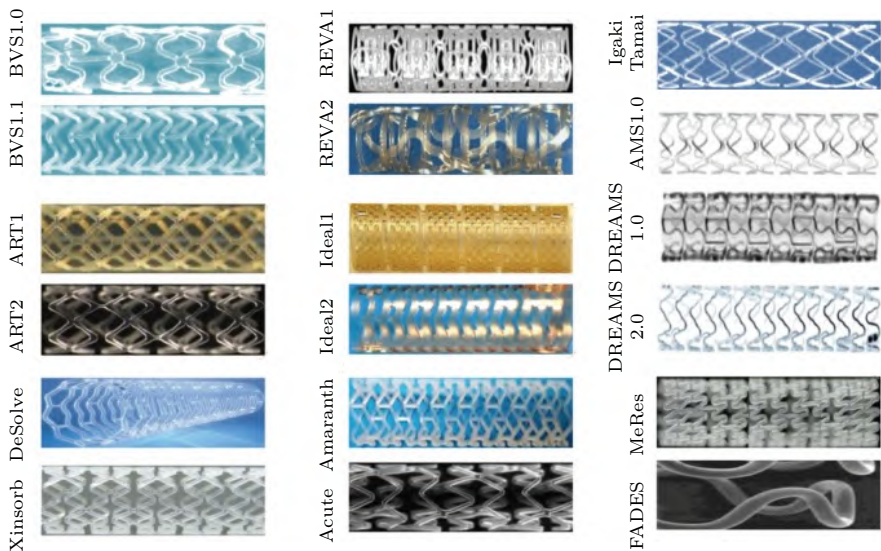 BVS1.0
BVS1.1
ART1
ART2
DeSolve
Xinsorb
REVA1
REVA2
Ideal1
Ideal2
Amaranth
Acute
Igaki
Tamai
AMS1.0
DREAMS
1.0
DREAMS
2.0
MeRes
FADES